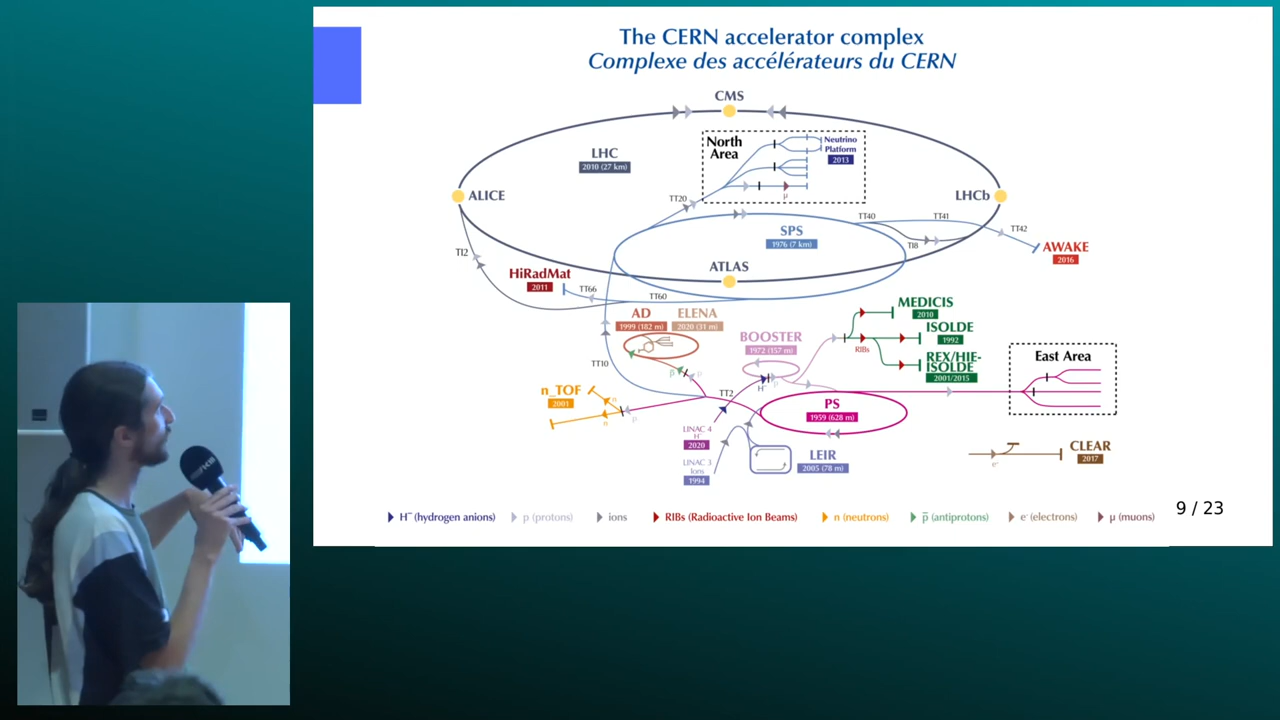 The CERN accelerator complex
Complexe des accélérateurs du CERN
CMS
LHC
2010 (27 km)
North
Area
Neutrino
Platform
2013
μ
ALICE
LHCb
TT20
SPS
1976 (7 km)
TT40
TT41
TT42
TI8
TI2
AWAKE
2016
ATLAS
HiRadMat
2011
TT66
TT60
AD
1999 (182 m)
ELENA
2020 (31 m)
TT10
BOOSTER
1972 (157 m)
MEDICIS
2010
ISOLDE
1992
RIBs
REX/HIE-
ISOLDE
2001/2015
East Area
n_TOF
2001
n
n
p
p̄
p
TT2
H⁻
p
PS
1959 (628 m)
LINAC 4
H⁻
2020
LINAC 3
Ions
1994
LEIR
2005 (78 m)
CLEAR
2017
e⁻
H⁻ (hydrogen anions)
p (protons)
ions
RIBs (Radioactive Ion Beams)
n (neutrons)
p̄ (antiprotons)
e⁻ (electrons)
μ (muons)
9 / 23